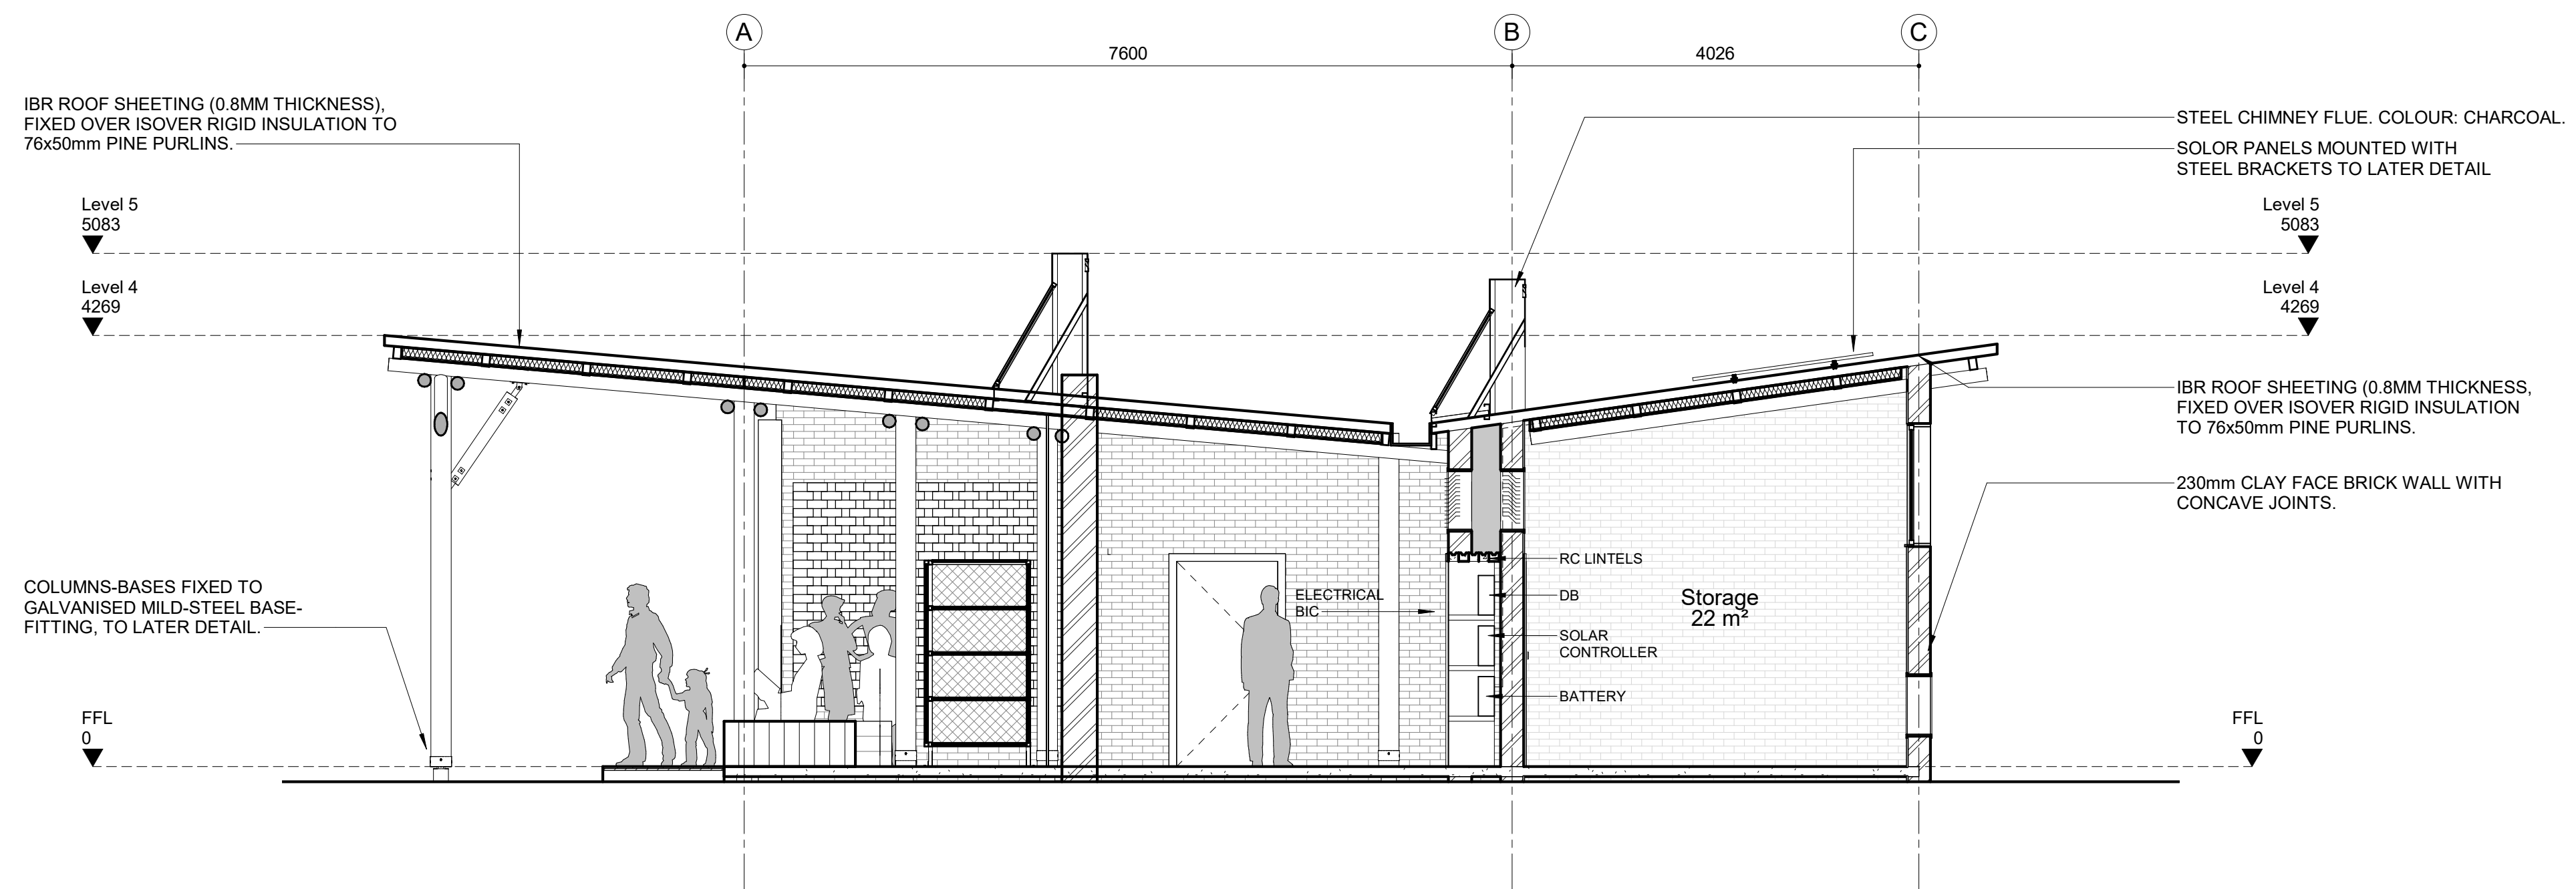 A
B
C
7600
4026
IBR ROOF SHEETING (0.8MM THICKNESS),
FIXED OVER ISOVER RIGID INSULATION TO
76x50mm PINE PURLINS.
STEEL CHIMNEY FLUE. COLOUR: CHARCOAL.
SOLOR PANELS MOUNTED WITH
STEEL BRACKETS TO LATER DETAIL
Level 5
5083
Level 5
5083
Level 4
4269
Level 4
4269
IBR ROOF SHEETING (0.8MM THICKNESS,
FIXED OVER ISOVER RIGID INSULATION
TO 76x50mm PINE PURLINS.
230mm CLAY FACE BRICK WALL WITH
CONCAVE JOINTS.
RC LINTELS
COLUMNS-BASES FIXED TO
GALVANISED MILD-STEEL BASE-
FITTING, TO LATER DETAIL.
ELECTRICAL
BIC
DB
Storage
22 m²
SOLAR
CONTROLLER
BATTERY
FFL
0
FFL
0